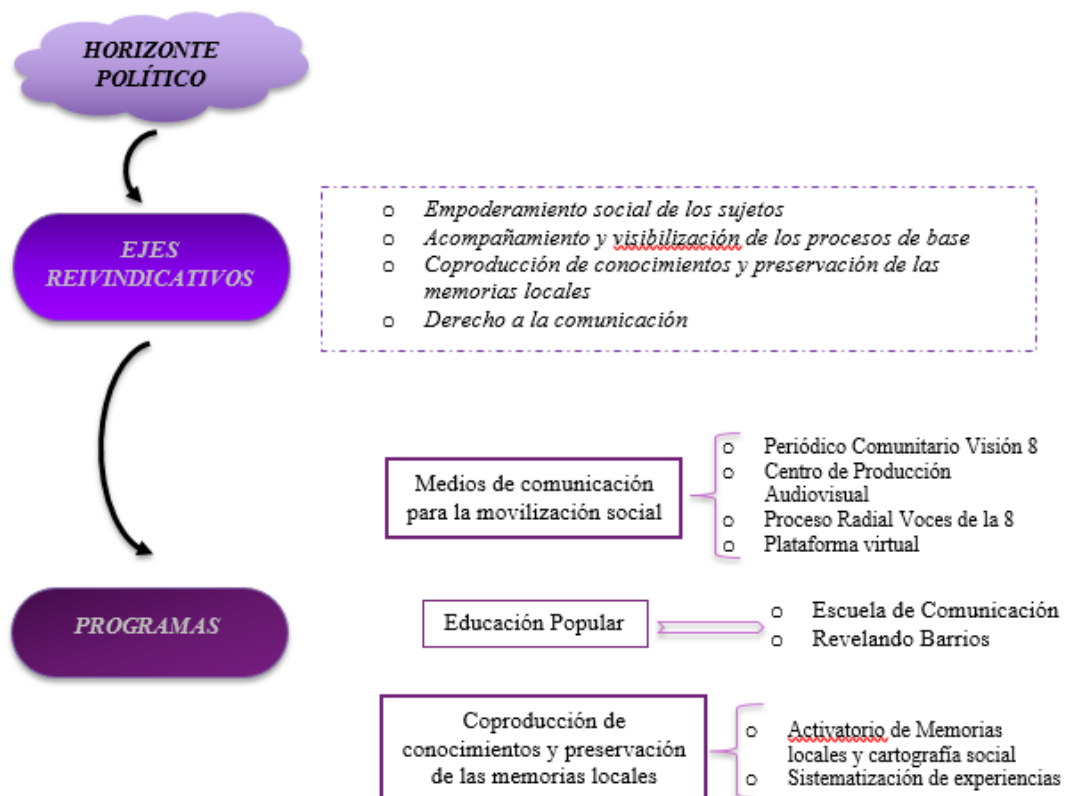 HORIZONTE
POLÍTICO
EJES
REIVINDICATIVOS
o Empoderamiento social de los sujetos
o Acompañamiento y visibilización de los procesos de base
o Coproducción de conocimientos y preservación de las
memorias locales
o Derecho a la comunicación
Medios de comunicación
para la movilización social
o Periódico Comunitario Visión 8
o Centro de Producción
Audiovisual
o Proceso Radial Voces de la 8
o Plataforma virtual
PROGRAMAS
Educación Popular
o Escuela de Comunicación
o Revelando Barrios
Coproducción de
conocimientos y preservación
de las memorias locales
o Activatorio de Memorias
locales y cartografía social
o Sistematización de experiencias